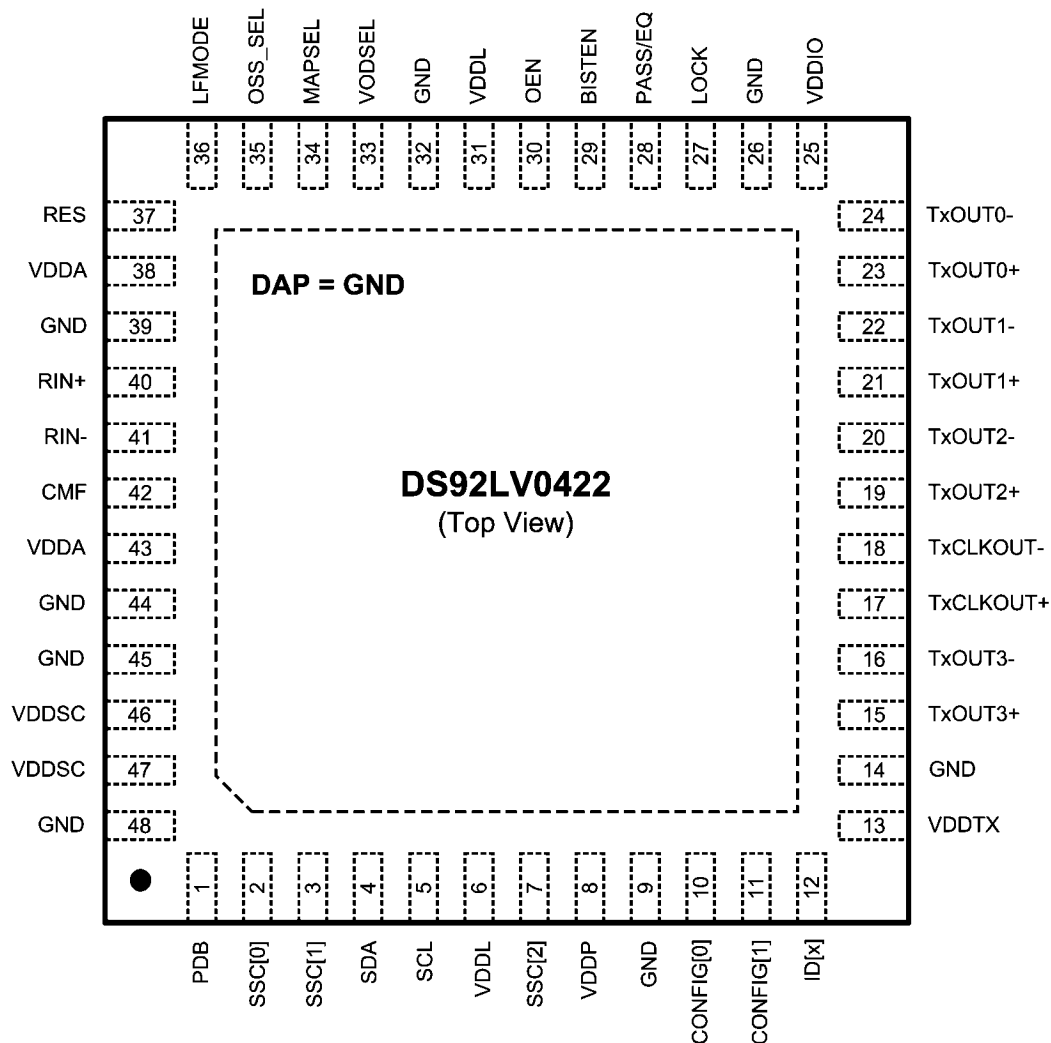 LFMODE
OSS_SEL
MAPSEL
VODSEL
GND
VDDL
OEN
BISTEN
PASS/EQ
LOCK
GND
VDDIO
36
35
34
33
32
31
30
29
28
27
26
25
RES 37
24 TxOUT0-
VDDA 38
23 TxOUT0+
DAP = GND
GND 39
22 TxOUT1-
RIN+ 40
21 TxOUT1+
RIN- 41
20 TxOUT2-
DS92LV0422
CMF 42
19 TxOUT2+
(Top View)
VDDA 43
18 TxCLKOUT-
GND 44
17 TxCLKOUT+
GND 45
16 TxOUT3-
VDDSC 46
15 TxOUT3+
VDDSC 47
14 GND
GND 48
13 VDDTX
1
2
3
4
5
6
7
8
9
10
11
12
PDB
SSC[0]
SSC[1]
SDA
SCL
VDDL
SSC[2]
VDDP
GND
CONFIG[0]
CONFIG[1]
ID[x]